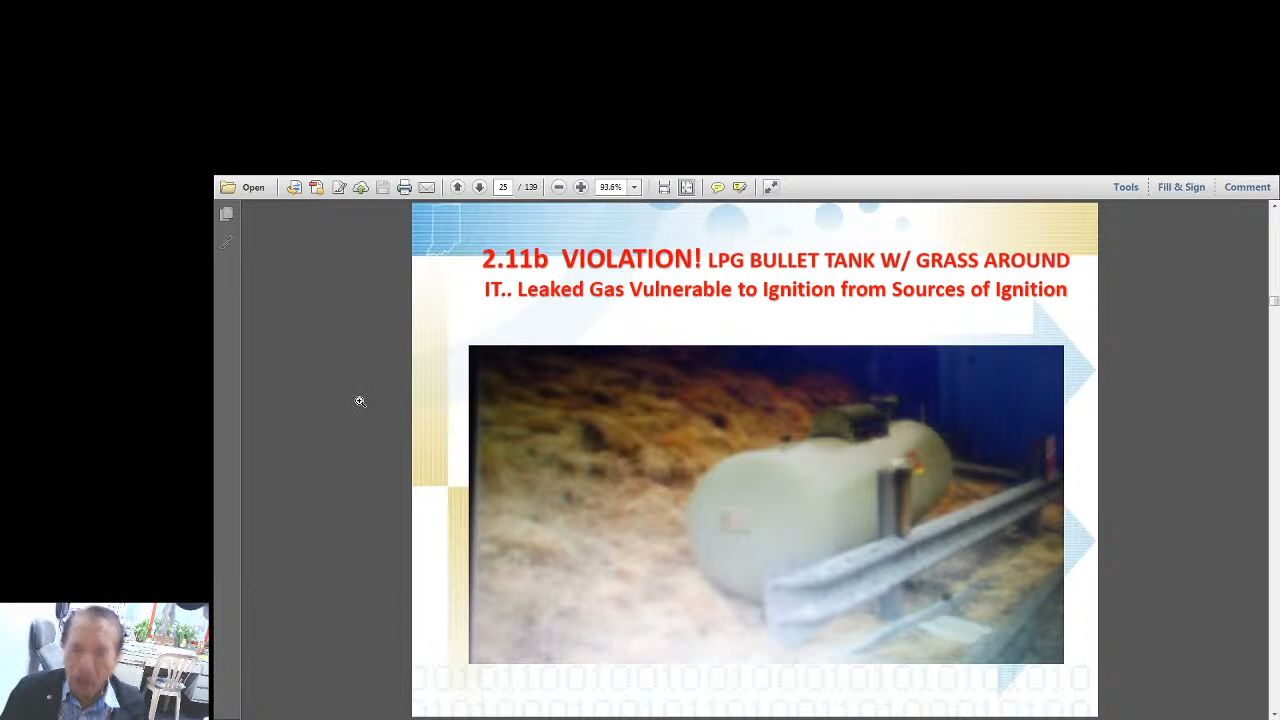 Open
25 / 139
93.6%
Tools
Fill & Sign
Comment
2.11b VIOLATION! LPG BULLET TANK W/ GRASS AROUND
IT.. Leaked Gas Vulnerable to Ignition from Sources of Ignition